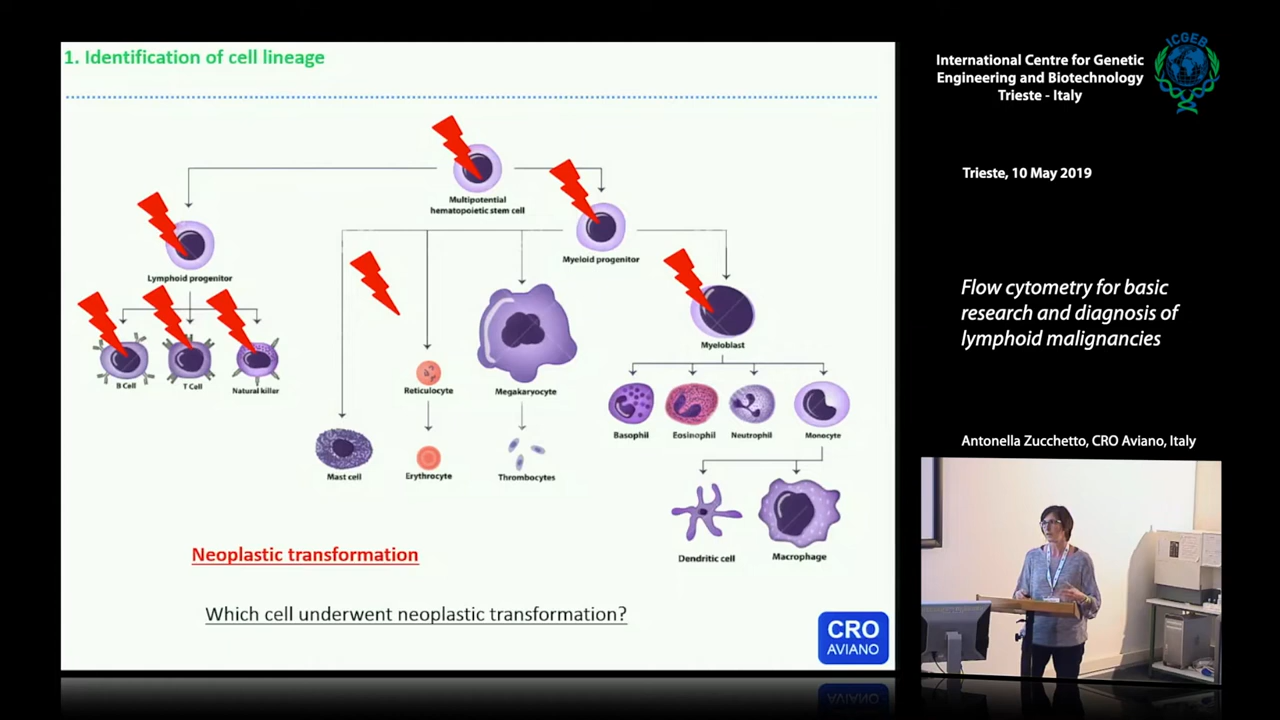 1. Identification of cell lineage
Multipotential
hematopoietic stem cell
Lymphoid progenitor
Myeloid progenitor
B Cell
T Cell
Natural killer
Myeloblast
Reticulocyte
Megakaryocyte
Basophil
Eosinophil
Neutrophil
Monocyte
Mast cell
Erythrocyte
Thrombocytes
Dendritic cell
Macrophage
Neoplastic transformation
Which cell underwent neoplastic transformation?
CRO
AVIANO
International Centre for Genetic
Engineering and Biotechnology
Trieste - Italy
ICGEB
Trieste, 10 May 2019
Flow cytometry for basic
research and diagnosis of
lymphoid malignancies
Antonella Zucchetto, CRO Aviano, Italy